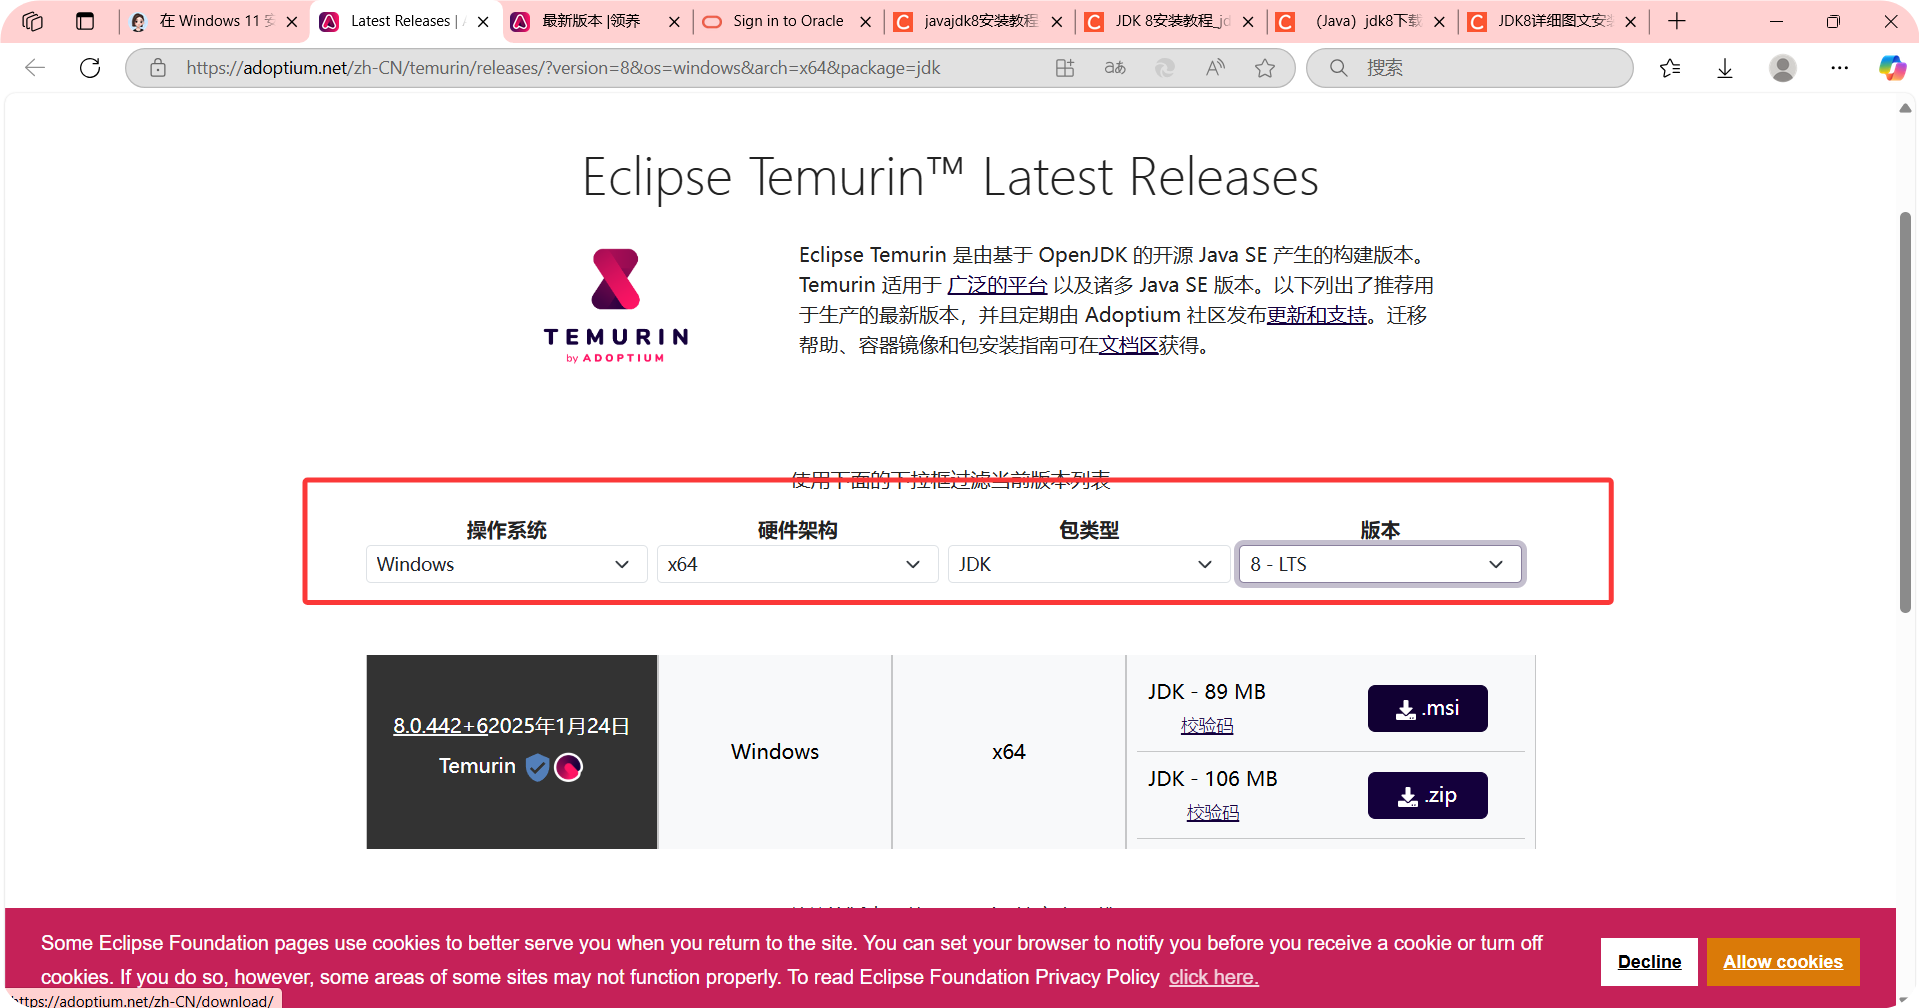 在 Windows 11 安
Latest Releases |
最新版本 |领养
Sign in to Oracle
javajdk8安装教程
JDK 8安装教程_jd
（Java）jdk8下载
JDK8详细图文安装
https://adoptium.net/zh-CN/temurin/releases/?version=8&os=windows&arch=x64&package=jdk
搜索
Eclipse Temurin™ Latest Releases
TEMURIN
by ADOPTIUM
Eclipse Temurin 是由基于 OpenJDK 的开源 Java SE 产生的构建版本。
Temurin 适用于 广泛的平台 以及诸多 Java SE 版本。以下列出了推荐用
于生产的最新版本，并且定期由 Adoptium 社区发布更新和支持。迁移
帮助、容器镜像和包安装指南可在文档区获得。
使用下面的下拉框过滤当前版本列表
操作系统
硬件架构
包类型
版本
Windows
x64
JDK
8 - LTS
8.0.442+62025年1月24日
Temurin
Windows
x64
JDK - 89 MB
校验码
.msi
JDK - 106 MB
校验码
.zip
Some Eclipse Foundation pages use cookies to better serve you when you return to the site. You can set your browser to notify you before you receive a cookie or turn off
cookies. If you do so, however, some areas of some sites may not function properly. To read Eclipse Foundation Privacy Policy click here.
Decline
Allow cookies
https://adoptium.net/zh-CN/download/